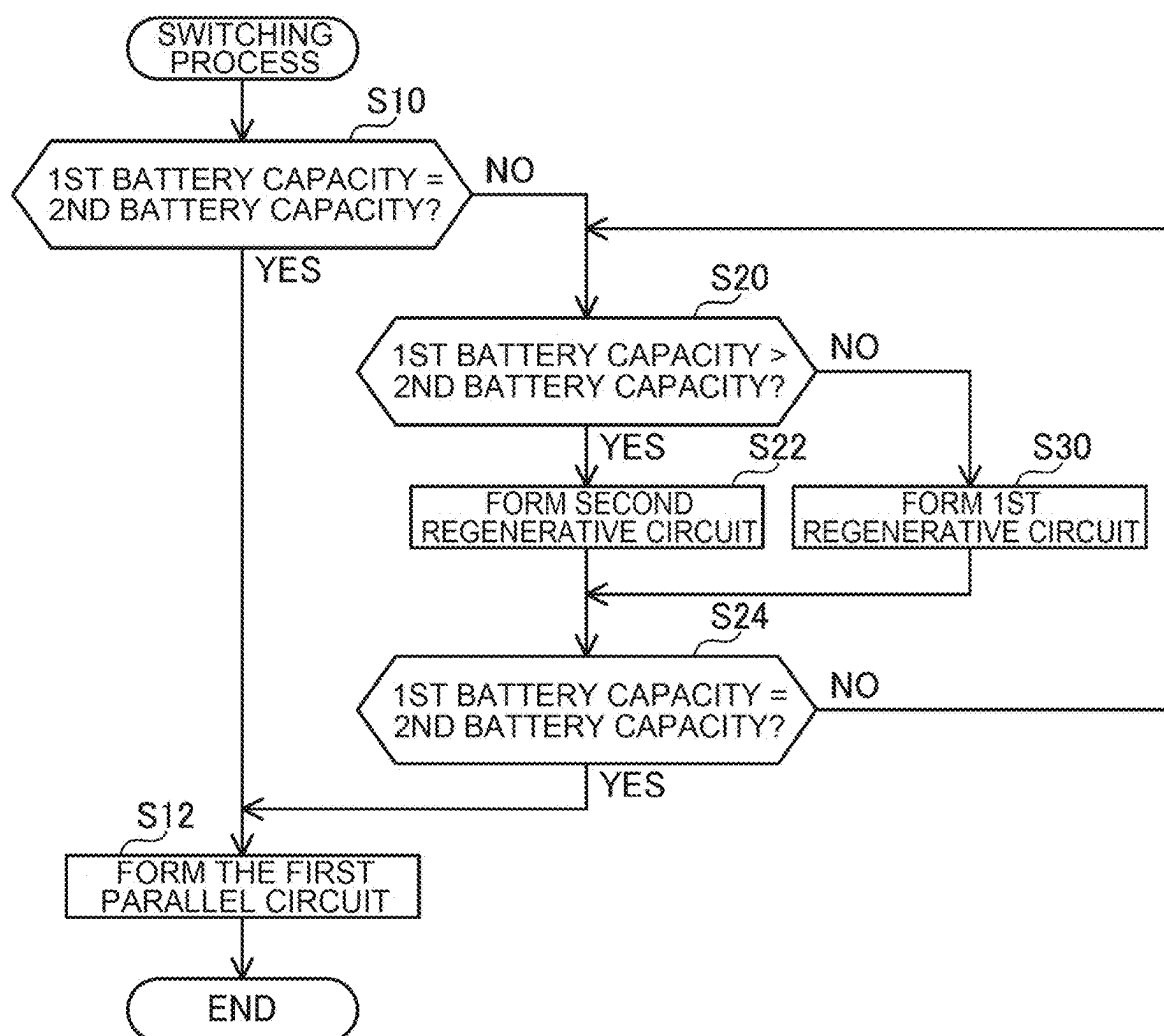 SWITCHING
PROCESS
S10
1ST BATTERY CAPACITY =
2ND BATTERY CAPACITY?
NO
YES
S20
1ST BATTERY CAPACITY >
2ND BATTERY CAPACITY?
NO
YES
S22
FORM SECOND
REGENERATIVE CIRCUIT
S30
FORM 1ST
REGENERATIVE CIRCUIT
S24
1ST BATTERY CAPACITY =
2ND BATTERY CAPACITY?
NO
YES
S12
FORM THE FIRST
PARALLEL CIRCUIT
END